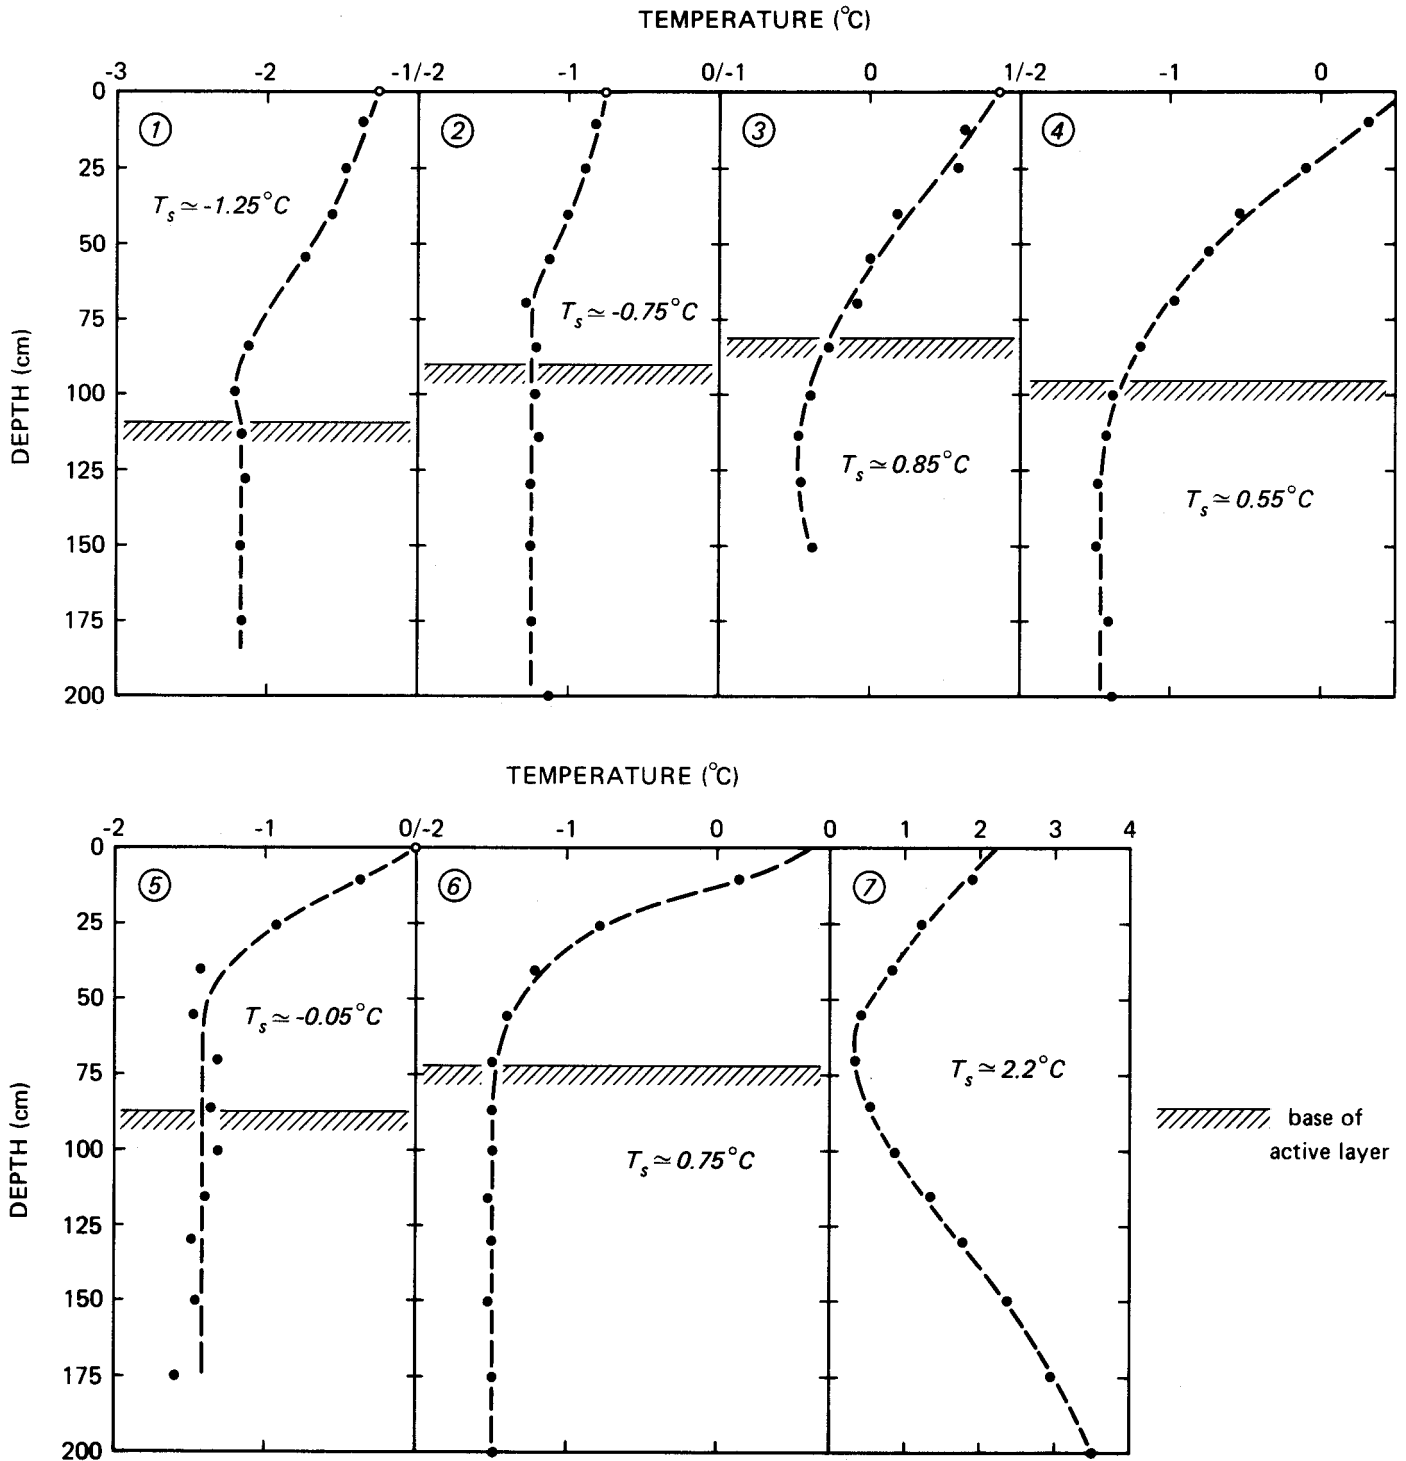 TEMPERATURE (°C)
-3 -2 -1/-2 -1 0/-1 0 1/-2 -1 0
0
① ② ③ ④
25
Tₛ ≃ -1.25°C
50
75
Tₛ ≃ -0.75°C
DEPTH (cm)
100
125
Tₛ ≃ 0.85°C
Tₛ ≃ 0.55°C
150
175
200
TEMPERATURE (°C)
-2 -1 0/-2 -1 0 0 1 2 3 4
0
⑤ ⑥ ⑦
25
50
Tₛ ≃ -0.05°C
75
Tₛ ≃ 2.2°C
DEPTH (cm)
100
Tₛ ≃ 0.75°C
125
150
175
200
base of
active layer